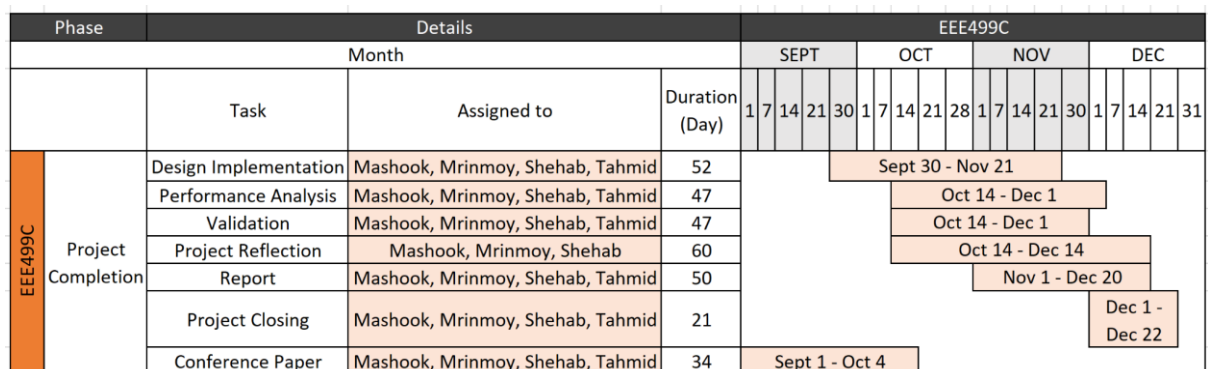 Phase Details EEE499C
Month SEPT OCT NOV DEC
Task Assigned to Duration (Day) 1 7 14 21 30 1 7 14 21 28 1 7 14 21 30 1 7 14 21 31
EEE499C
Project Completion
Design Implementation Mashook, Mrinmoy, Shehab, Tahmid 52 Sept 30 - Nov 21
Performance Analysis Mashook, Mrinmoy, Shehab, Tahmid 47 Oct 14 - Dec 1
Validation Mashook, Mrinmoy, Shehab, Tahmid 47 Oct 14 - Dec 1
Project Reflection Mashook, Mrinmoy, Shehab 60 Oct 14 - Dec 14
Report Mashook, Mrinmoy, Shehab, Tahmid 50 Nov 1 - Dec 20
Project Closing Mashook, Mrinmoy, Shehab, Tahmid 21 Dec 1 - Dec 22
Conference Paper Mashook, Mrinmoy, Shehab, Tahmid 34 Sept 1 - Oct 4